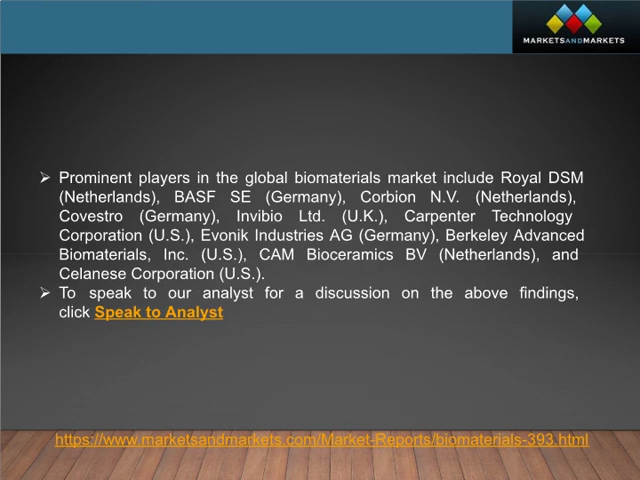 MARKETSANDMARKETS
➢ Prominent players in the global biomaterials market include Royal DSM
(Netherlands), BASF SE (Germany), Corbion N.V. (Netherlands),
Covestro (Germany), Invibio Ltd. (U.K.), Carpenter Technology
Corporation (U.S.), Evonik Industries AG (Germany), Berkeley Advanced
Biomaterials, Inc. (U.S.), CAM Bioceramics BV (Netherlands), and
Celanese Corporation (U.S.).
➢ To speak to our analyst for a discussion on the above findings,
click Speak to Analyst
https://www.marketsandmarkets.com/Market-Reports/biomaterials-393.html